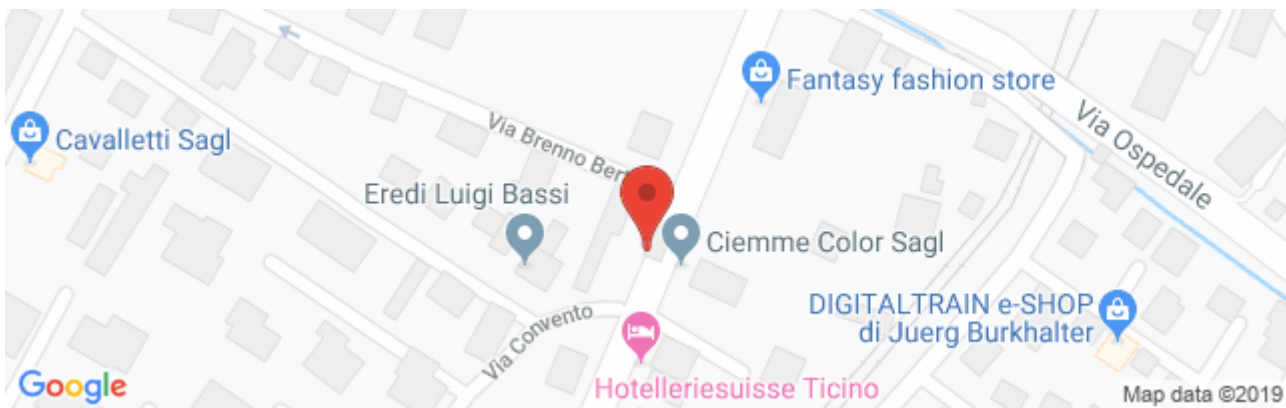 Fantasy fashion store
Via Ospedale
Cavalletti Sagl
Via Brenno Bert
Eredi Luigi Bassi
Ciemme Color Sagl
DIGITALTRAIN e-SHOP
di Juerg Burkhalter
Via Convento
Hotelleriesuisse Ticino
Google
Map data ©2019